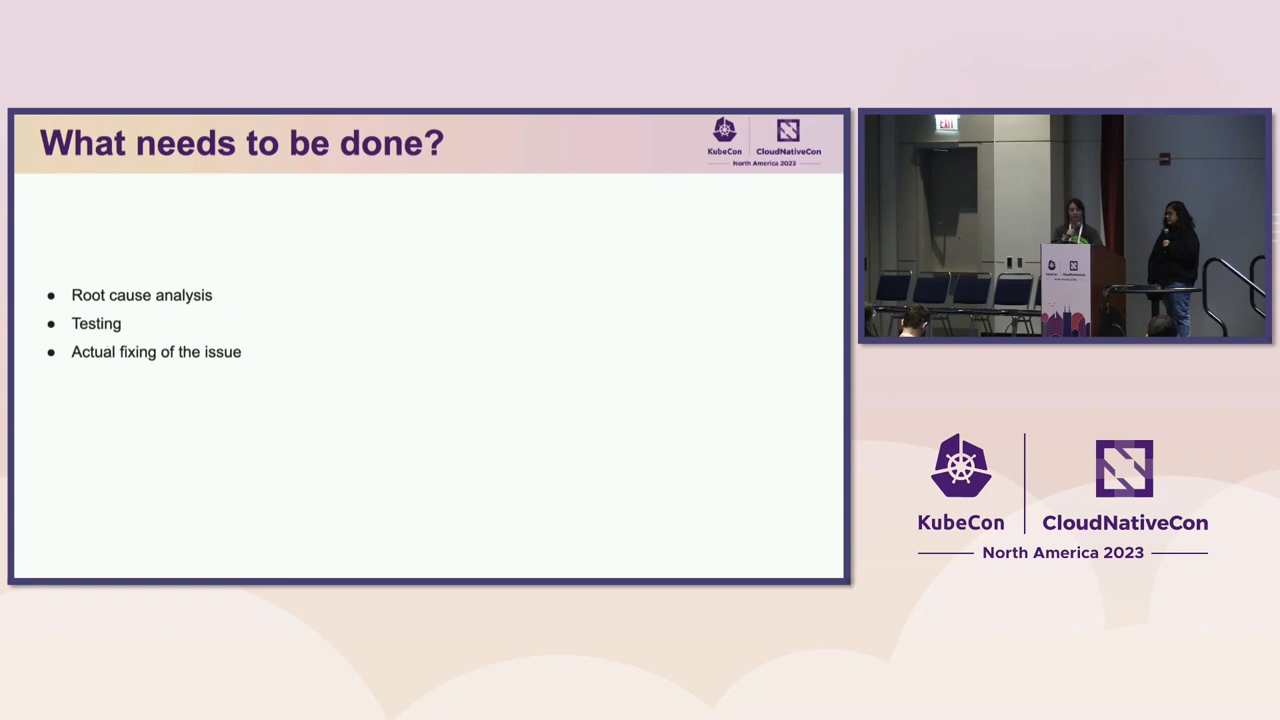 What needs to be done?
KubeCon
CloudNativeCon
North America 2023
● Root cause analysis
● Testing
● Actual fixing of the issue
EXIT
KubeCon
CloudNativeCon
North America 2023